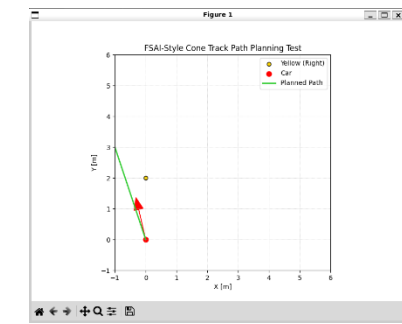 Figure 1
FSAI-Style Cone Track Path Planning Test
Yellow (Right)
Car
Planned Path
Y [m]
6
5
4
3
2
1
0
−1
−1 0 1 2 3 4 5 6
X [m]